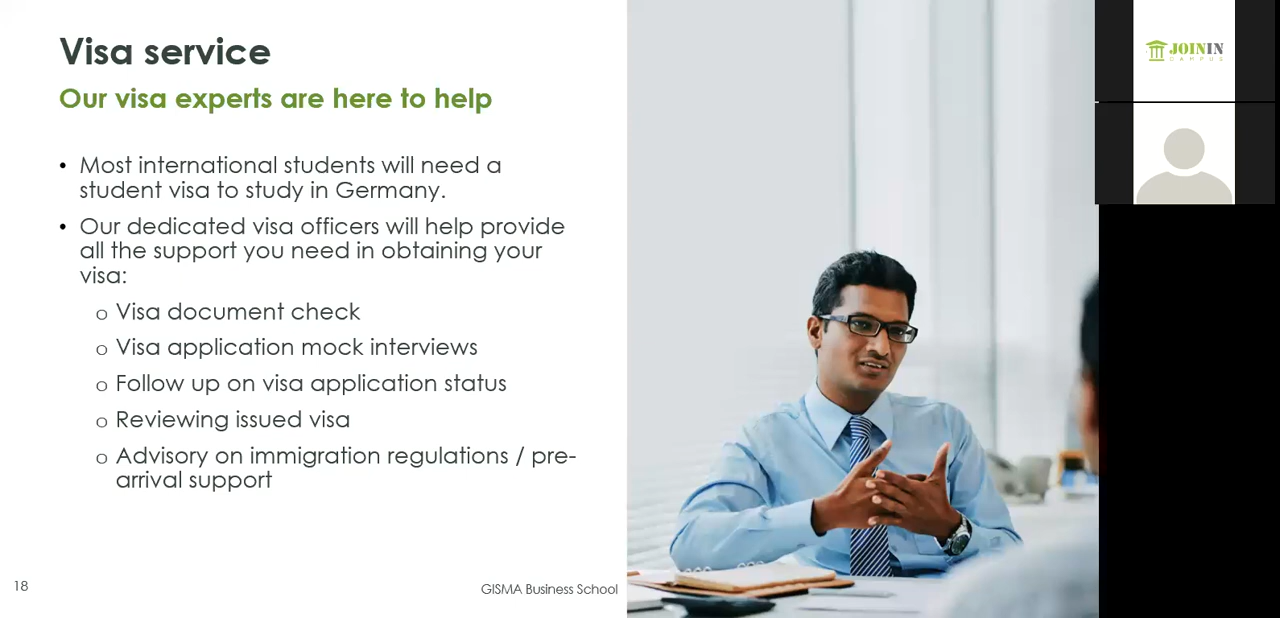 Visa service
Our visa experts are here to help
• Most international students will need a
student visa to study in Germany.
• Our dedicated visa officers will help provide
all the support you need in obtaining your
visa:
o Visa document check
o Visa application mock interviews
o Follow up on visa application status
o Reviewing issued visa
o Advisory on immigration regulations / pre-
arrival support
18
GISMA Business School
JOININ
CAMPUS